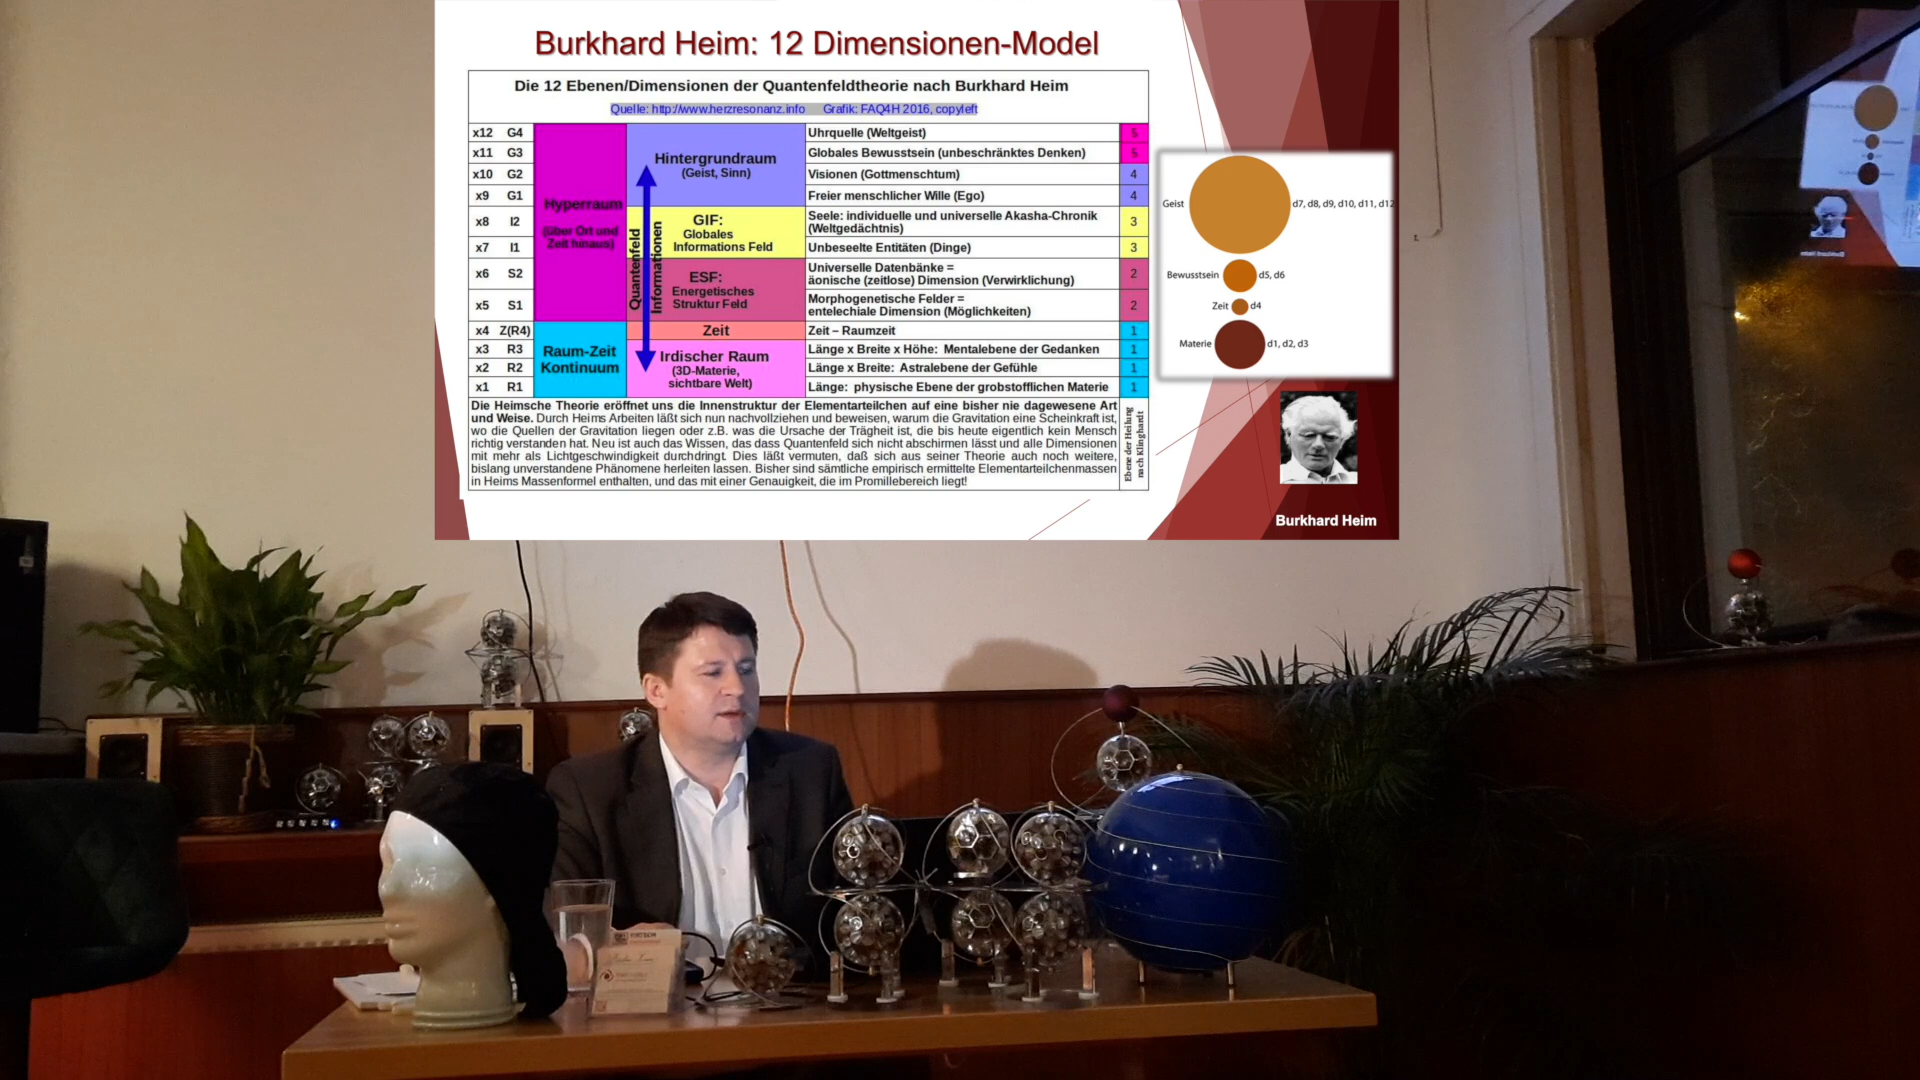 Burkhard Heim: 12 Dimensionen-Model
Die 12 Ebenen/Dimensionen der Quantenfeldtheorie nach Burkhard Heim
Quelle: http://www.herzresonanz.info Grafik: FAQ4H 2016, copyleft
x12 G4 Uhrquelle (Weltgeist) 5
x11 G3 Globales Bewusstsein (unbeschränktes Denken) 5
Hintergrundraum
(Geist, Sinn)
x10 G2 Visionen (Gottmenschtum) 4
x9 G1 Freier menschlicher Wille (Ego) 4
Hyperraum
(über Ort und
Zeit hinaus)
x8 I2 Seele: individuelle und universelle Akasha-Chronik
(Weltgedächtnis) 3
GIF:
Globales
Informations Feld
x7 I1 Unbeseelte Entitäten (Dinge) 3
Quantenfeld
Informationen
x6 S2 Universelle Datenbänke =
äonische (zeitlose) Dimension (Verwirklichung) 2
ESF:
Energetisches
Struktur Feld
x5 S1 Morphogenetische Felder =
entelechiale Dimension (Möglichkeiten) 2
x4 Z(R4) Zeit Zeit – Raumzeit 1
Raum-Zeit
Kontinuum
x3 R3 Länge x Breite x Höhe: Mentalebene der Gedanken 1
Irdischer Raum
(3D-Materie,
sichtbare Welt)
x2 R2 Länge x Breite: Astralebene der Gefühle 1
x1 R1 Länge: physische Ebene der grobstofflichen Materie 1
Die Heimsche Theorie eröffnet uns die Innenstruktur der Elementarteilchen auf eine bisher nie dagewesene Art
und Weise. Durch Heims Arbeiten läßt sich nun nachvollziehen und beweisen, warum die Gravitation eine Scheinkraft ist,
wo die Quellen der Gravitation liegen oder z.B. was die Ursache der Trägheit ist, die bis heute eigentlich kein Mensch
richtig verstanden hat. Neu ist auch das Wissen, das dass Quantenfeld sich nicht abschirmen lässt und alle Dimensionen
mit mehr als Lichtgeschwindigkeit durchdringt. Dies läßt vermuten, daß sich aus seiner Theorie auch noch weitere,
bislang unverstandene Phänomene herleiten lassen. Bisher sind sämtliche empirisch ermittelte Elementarteilchenmassen
in Heims Massenformel enthalten, und das mit einer Genauigkeit, die im Promillebereich liegt!
Ebene der Heilung
nach Klinghardt
Geist d7, d8, d9, d10, d11, d12
Bewusstsein d5, d6
Zeit d4
Materie d1, d2, d3
Burkhard Heim